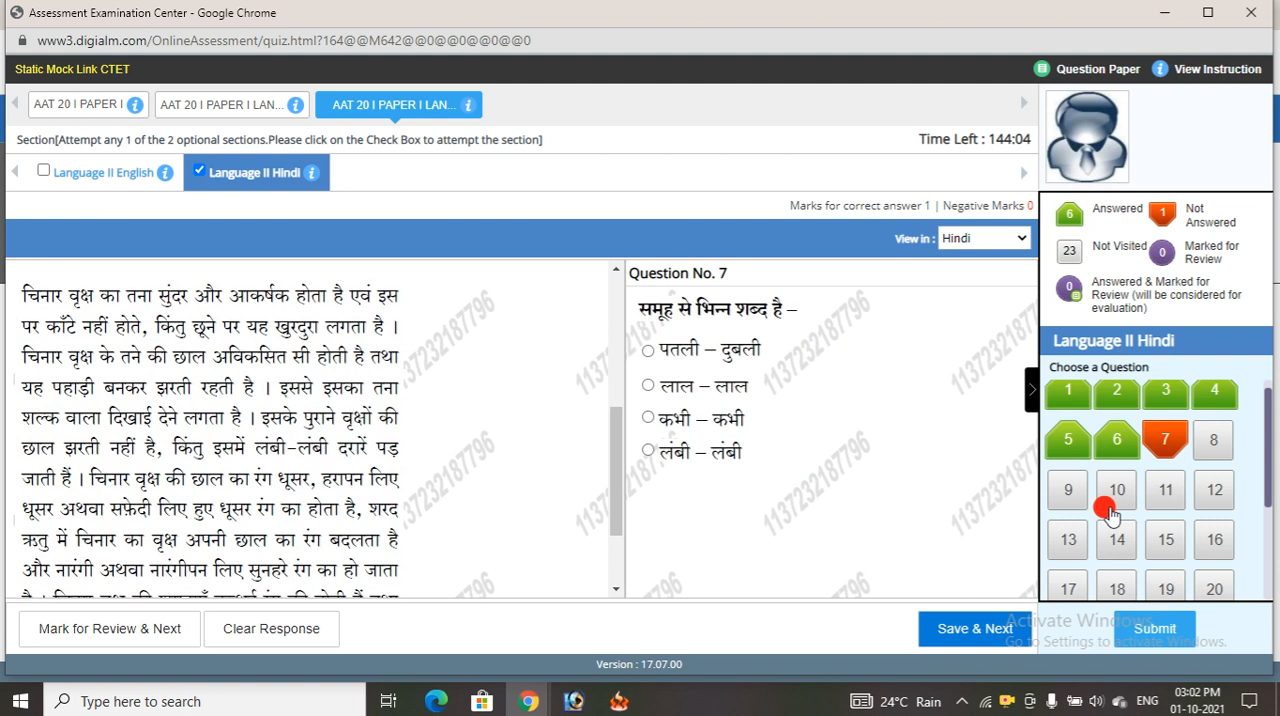 Assessment Examination Center - Google Chrome
www3.digialm.com/OnlineAssessment/quiz.html?164@@M642@@0@@0@@0@@0
Static Mock Link CTET
Question Paper
View Instruction
AAT 20 I PAPER I
AAT 20 I PAPER I LAN...
AAT 20 I PAPER I LAN...
Section[Attempt any 1 of the 2 optional sections.Please click on the Check Box to attempt the section]
Time Left : 144:04
Language II English
Language II Hindi
Marks for correct answer 1 | Negative Marks 0
View in : Hindi
चिनार वृक्ष का तना सुंदर और आकर्षक होता है एवं इस
पर काँटे नहीं होते, किंतु छूने पर यह खुरदुरा लगता है ।
चिनार वृक्ष के तने की छाल अविकसित सी होती है तथा
यह पहाड़ी बनकर झरती रहती है । इससे इसका तना
शल्क वाला दिखाई देने लगता है । इसके पुराने वृक्षों की
छाल झरती नहीं है, किंतु इसमें लंबी-लंबी दरारें पड़
जाती हैं । चिनार वृक्ष की छाल का रंग धूसर, हरापन लिए
धूसर अथवा सफ़ेदी लिए हुए धूसर रंग का होता है, शरद
ऋतु में चिनार का वृक्ष अपनी छाल का रंग बदलता है
और नारंगी अथवा नारंगीपन लिए सुनहरे रंग का हो जाता
Question No. 7
समूह से भिन्न शब्द है –
पतली – दुबली
लाल – लाल
कभी – कभी
लंबी – लंबी
1137232187796
6 Answered
1 Not Answered
23 Not Visited
0 Marked for Review
0 Answered & Marked for Review (will be considered for evaluation)
Language II Hindi
Choose a Question
1 2 3 4
5 6 7 8
9 10 11 12
13 14 15 16
17 18 19 20
Mark for Review & Next
Clear Response
Save & Next
Submit
Activate Windows
Go to Settings to activate Windows.
Version : 17.07.00
Type here to search
24°C Rain
ENG
03:02 PM
01-10-2021